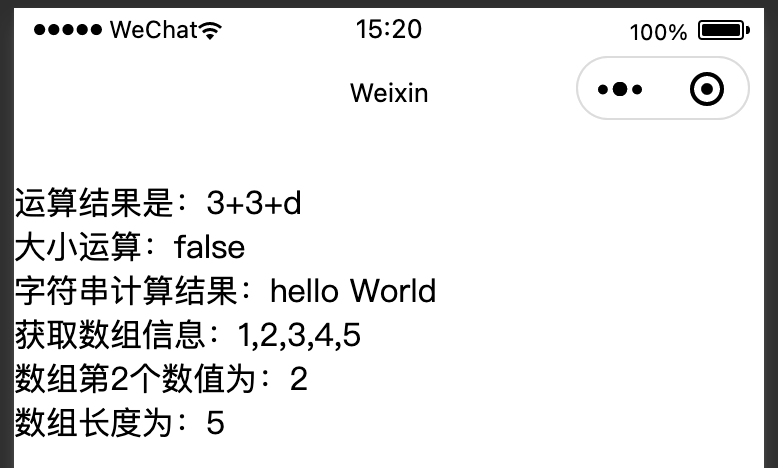 ●●●●● WeChat 15:20 100%
Weixin
运算结果是：3+3+d
大小运算：false
字符串计算结果：hello World
获取数组信息：1,2,3,4,5
数组第2个数值为：2
数组长度为：5